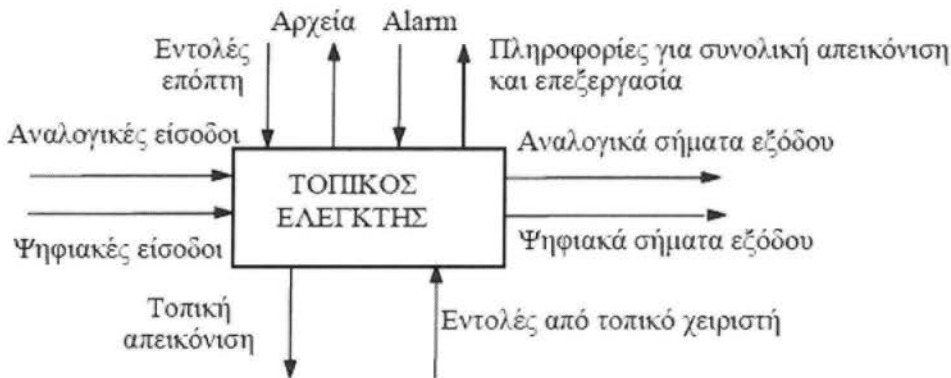 Αρχεία
Alarm
Εντολές
επόπτη
Πληροφορίες για συνολική απεικόνιση
και επεξεργασία
Αναλογικές είσοδοι
Αναλογικά σήματα εξόδου
ΤΟΠΙΚΟΣ
ΕΛΕΓΚΤΗΣ
Ψηφιακές είσοδοι
Ψηφιακά σήματα εξόδου
Τοπική
απεικόνιση
Εντολές από τοπικό χειριστή